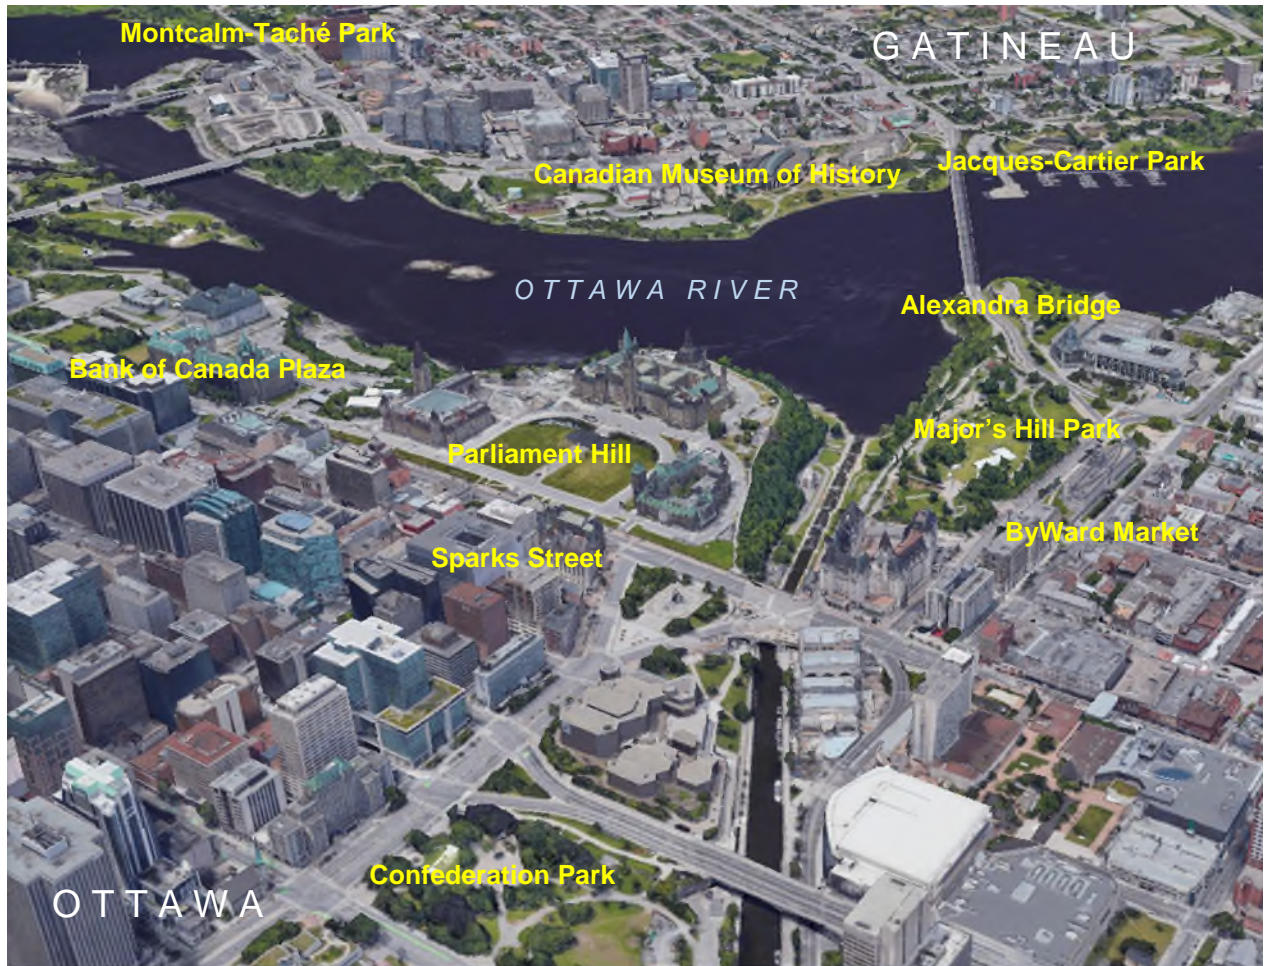 Montcalm-Taché Park
GATINEAU
Jacques-Cartier Park
Canadian Museum of History
OTTAWA RIVER
Alexandra Bridge
Bank of Canada Plaza
Major's Hill Park
Parliament Hill
ByWard Market
Sparks Street
Confederation Park
OTTAWA